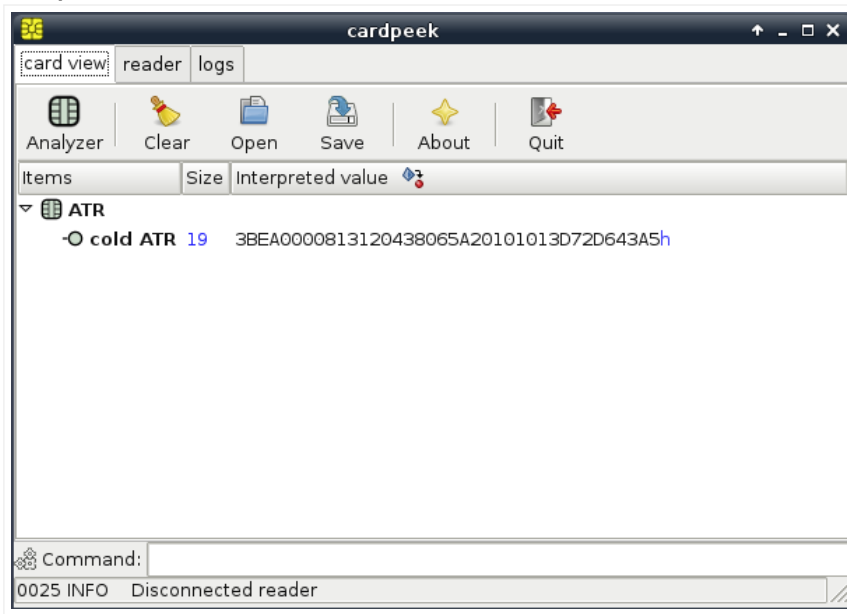 cardpeek
card view reader logs
Analyzer Clear Open Save About Quit
Items Size Interpreted value
ATR
cold ATR 19 3BEA0000813120438065A20101013D72D643A5h
Command:
0025 INFO Disconnected reader